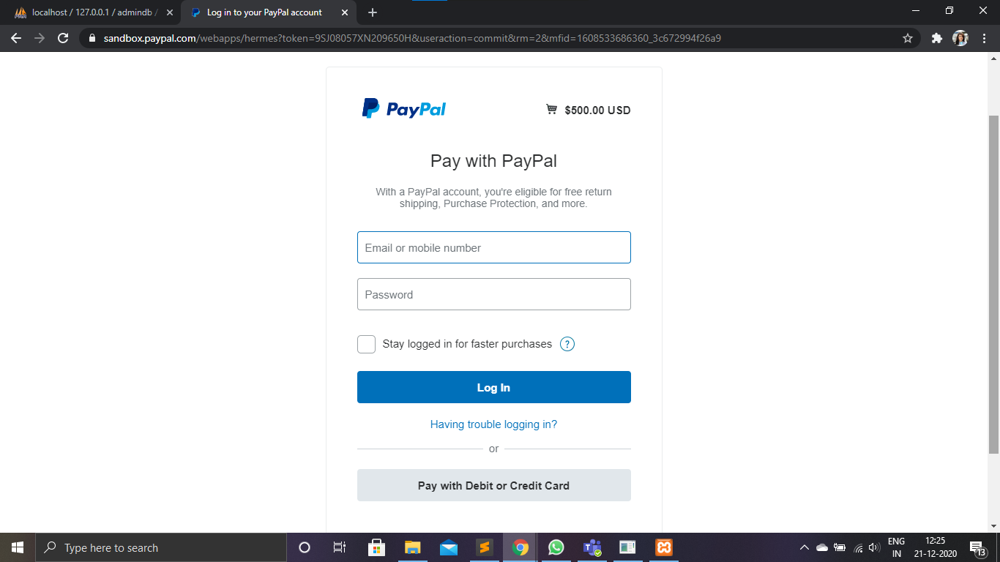 localhost / 127.0.0.1 / admindb /
Log in to your PayPal account
sandbox.paypal.com/webapps/hermes?token=9SJ08057XN209650H&useraction=commit&rm=2&mfid=1608533686360_3c672994f26a9
PayPal
$500.00 USD
Pay with PayPal
With a PayPal account, you're eligible for free return
shipping, Purchase Protection, and more.
Email or mobile number
Password
Stay logged in for faster purchases ?
Log In
Having trouble logging in?
or
Pay with Debit or Credit Card
Type here to search
ENG
IN
12:25
21-12-2020
13